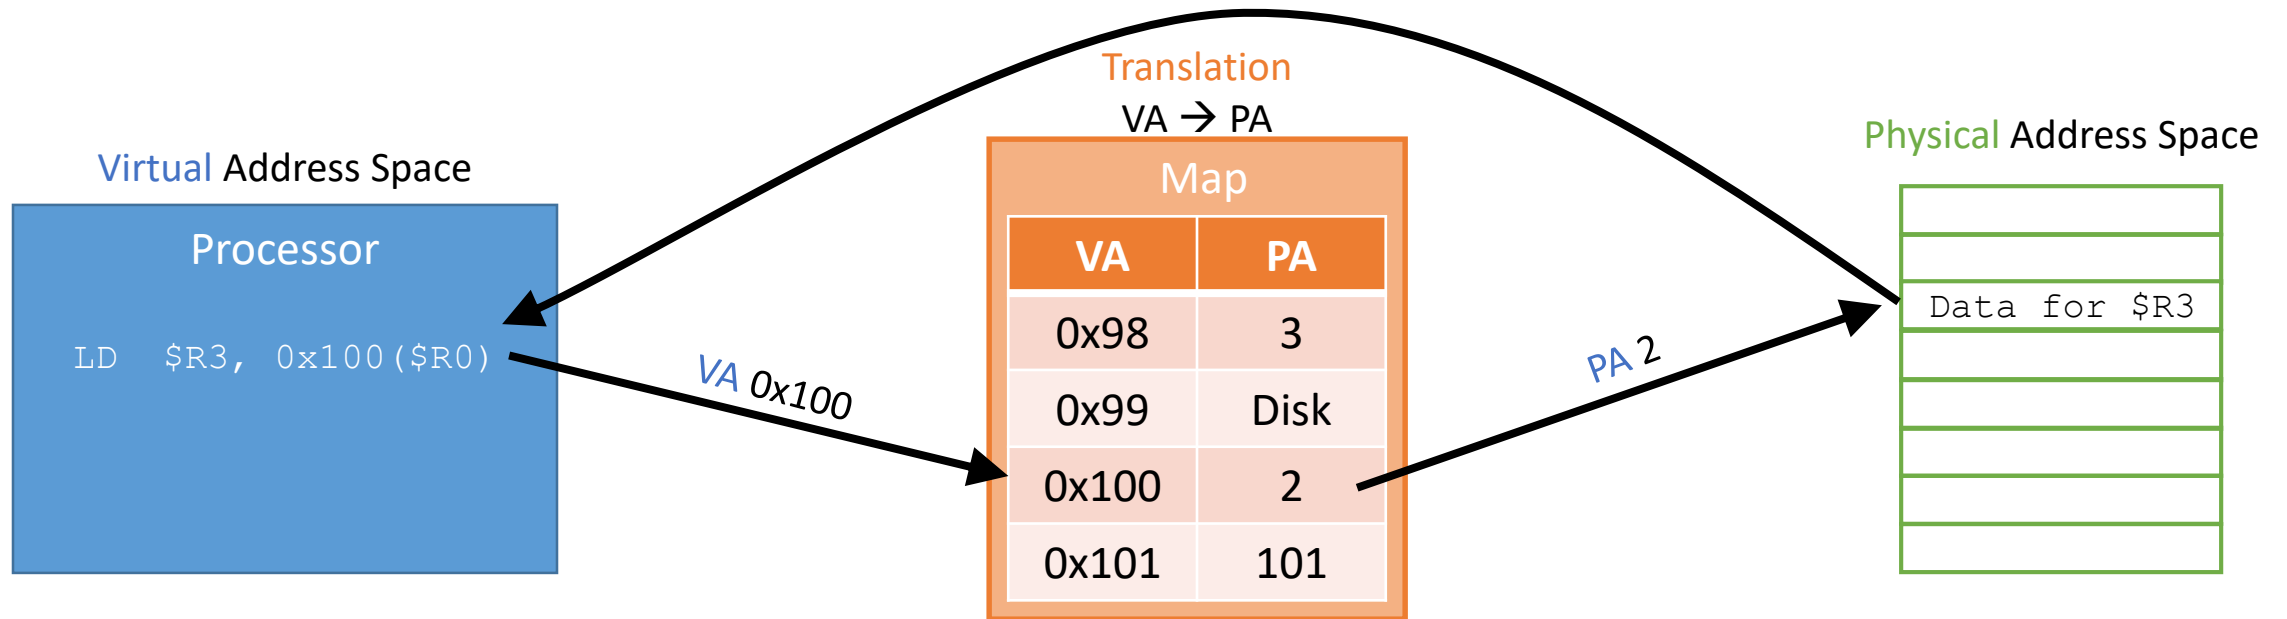 Translation
VA → PA
Virtual Address Space
Processor
LD $R3, 0x100($R0)
VA 0x100
Map
VA PA
0x98 3
0x99 Disk
0x100 2
0x101 101
PA 2
Physical Address Space
Data for $R3